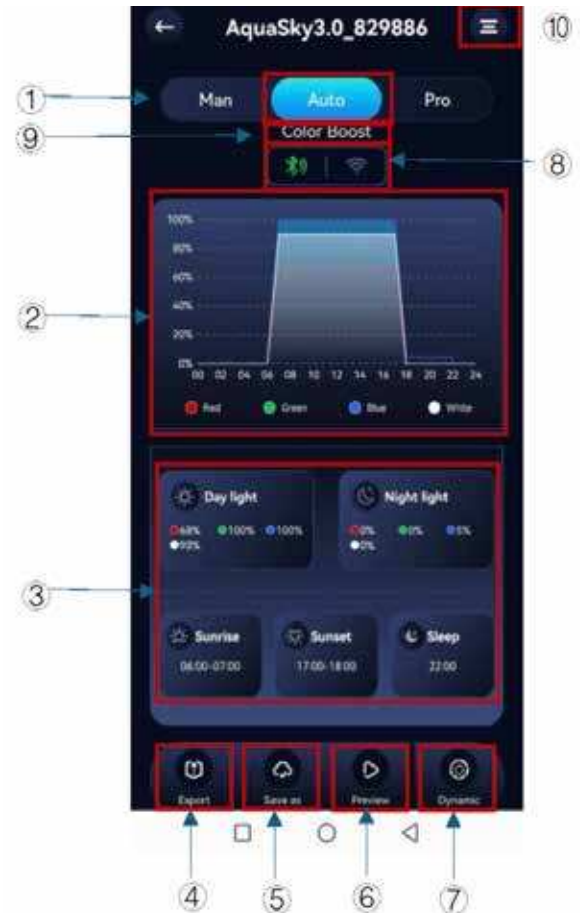 AquaSky3.0_829886
⑩
①
Man Auto Pro
⑨
Color Boost
⑧
②
100%
80%
60%
40%
20%
0%
00 02 04 06 08 10 12 14 16 18 20 22 24
Red Green Blue White
③
Day light
100% 100%
Night light
0% 0%
0%
Sunrise
06:00-07:00
Sunset
17:00-18:00
Sleep
22:00
Export Save as Preview Dynamic
④ ⑤ ⑥ ⑦